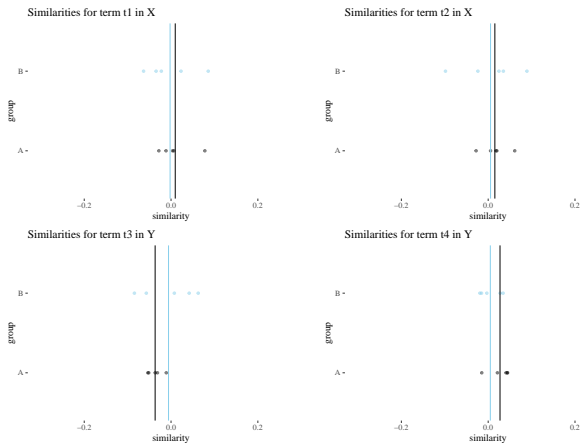 Similarities for term t1 in X
B
group
A
−0.2 0.0 0.2
similarity
Similarities for term t2 in X
B
group
A
−0.2 0.0 0.2
similarity
Similarities for term t3 in Y
B
group
A
−0.2 0.0 0.2
similarity
Similarities for term t4 in Y
B
group
A
−0.2 0.0 0.2
similarity